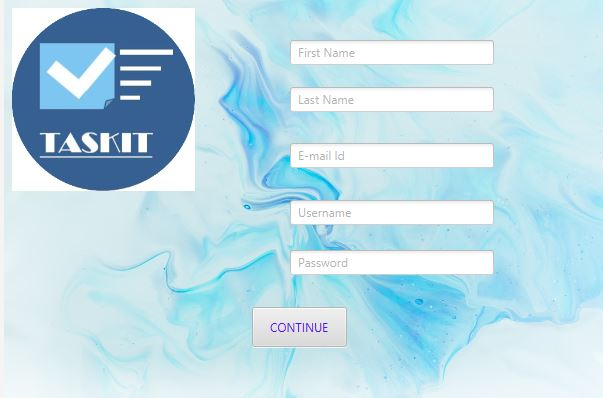 TASKIT
First Name
Last Name
E-mail Id
Username
Password
CONTINUE